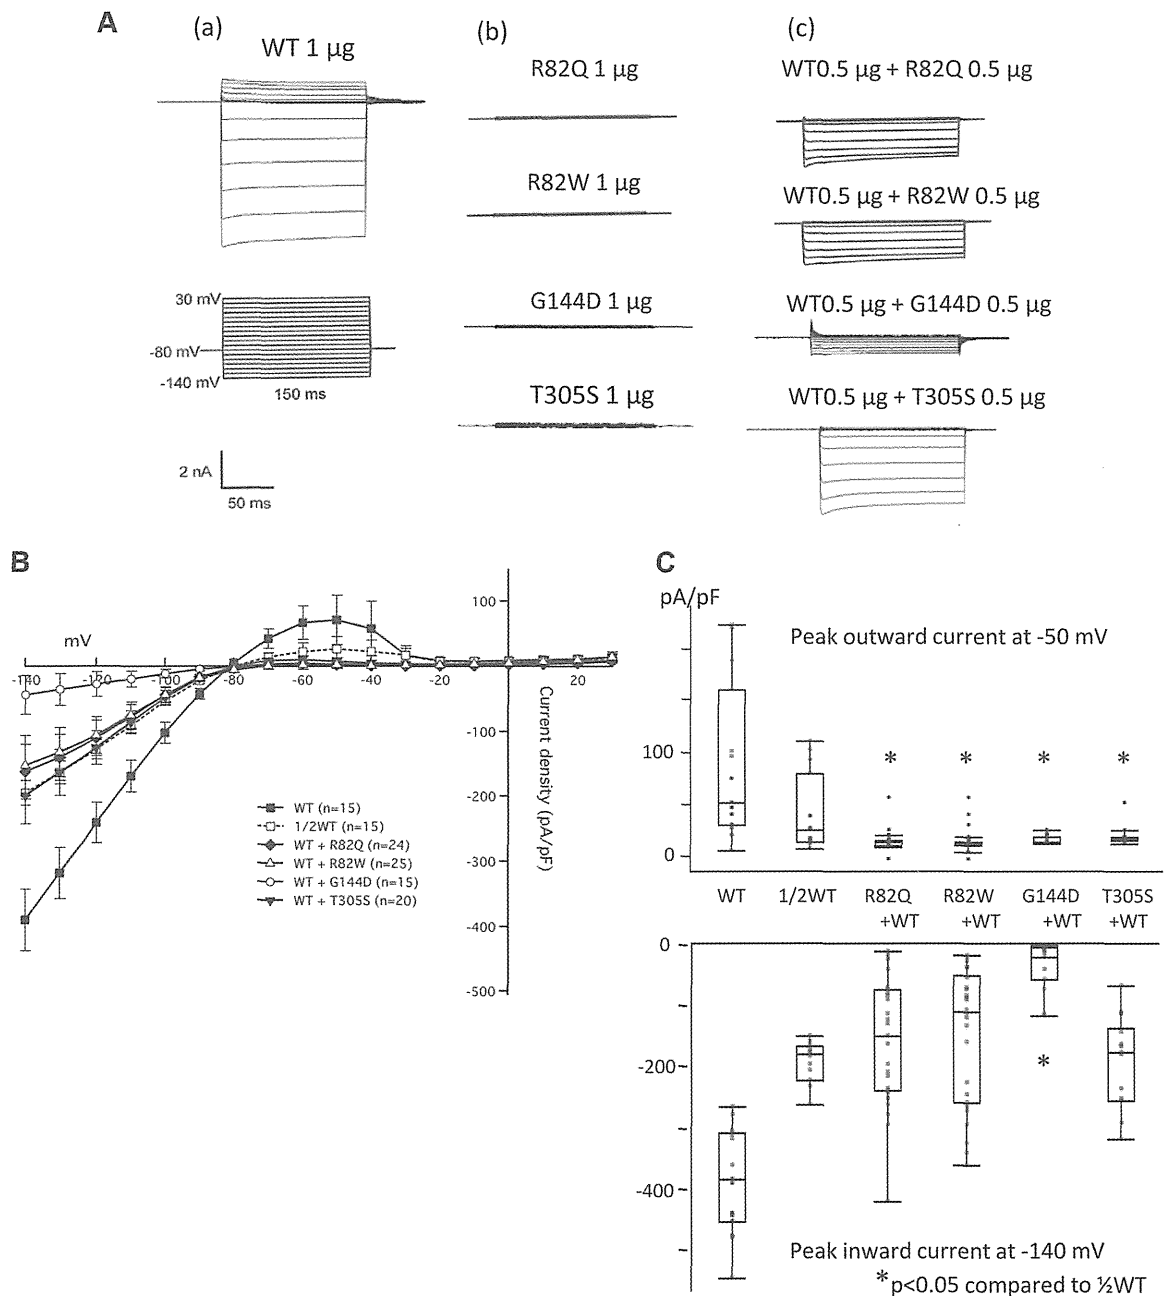 A
(a)
(b)
(c)
WT 1 µg
R82Q 1 µg
WT0.5 µg + R82Q 0.5 µg
R82W 1 µg
WT0.5 µg + R82W 0.5 µg
30 mV
-80 mV
-140 mV
150 ms
G144D 1 µg
WT0.5 µg + G144D 0.5 µg
T305S 1 µg
WT0.5 µg + T305S 0.5 µg
2 nA
50 ms
B
mV
100
-140
-120
-100
-80
-60
-40
-20
20
-100
-200
-300
-400
-500
Current density (pA/pF)
WT (n=15)
1/2WT (n=15)
WT + R82Q (n=24)
WT + R82W (n=25)
WT + G144D (n=15)
WT + T305S (n=20)
C
pA/pF
Peak outward current at -50 mV
100
0
* * * *
WT 1/2WT R82Q R82W G144D T305S
+WT +WT +WT +WT
0
-200
-400
*
Peak inward current at -140 mV
*p<0.05 compared to ½WT